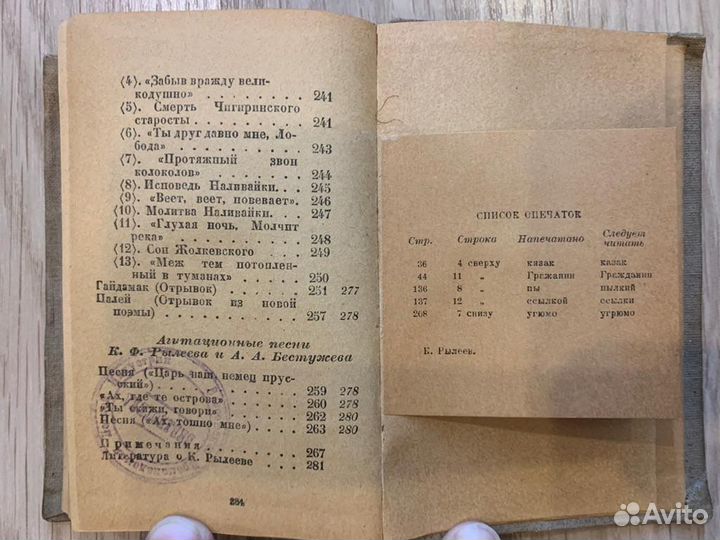 ⟨4⟩. «Забыв вражду вели-
кодушно» . . . . . . . . . 241
⟨5⟩. Смерть Чигиринского
старосты . . . . . . . . . 241
⟨6⟩. «Ты друг давно мне, Ло-
бода» . . . . . . . . . . . 243
⟨7⟩. «Протяжный звон
колоколов» . . . . . . . . 244
⟨8⟩. Исповедь Наливайки. . . 245
⟨9⟩. «Веет, веет, повевает». 246
⟨10⟩. Молитва Наливайки. . . 247
⟨11⟩. «Глухая ночь. Молчит
река» . . . . . . . . . . . 248
⟨12⟩. Сон Жолкевского . . . 249
⟨13⟩. «Меж тем потоплен-
ный в туманах» . . . . . 250
Гайдамак (Отрывок) . . . . 251 277
Палей (Отрывок из новой
поэмы) . . . . . . . . . . 257 278
Агитационные песни
К. Ф. Рылеева и А. А. Бестужева
Песня («Царь наш, немец прус-
ский») . . . . . . . . . . 259 278
«Ах, где те острова» . . . . 260 278
«Ты скажи, говори» . . . . 262 280
Песня («Ах, тошно мне») . . 263 280
Примечания . . . . . . . . 267
Литература о К. Рылееве . . 281
284
СПИСОК ОПЕЧАТОК
Стр. Строка Напечатано Следует читать
36 4 сверху козак казак
44 11 „ Гражанин Гражданин
136 8 „ пы пылкий
137 12 „ ссылкой ссылки
208 7 снизу угюмо угрюмо
К. Рылеев.
Avito